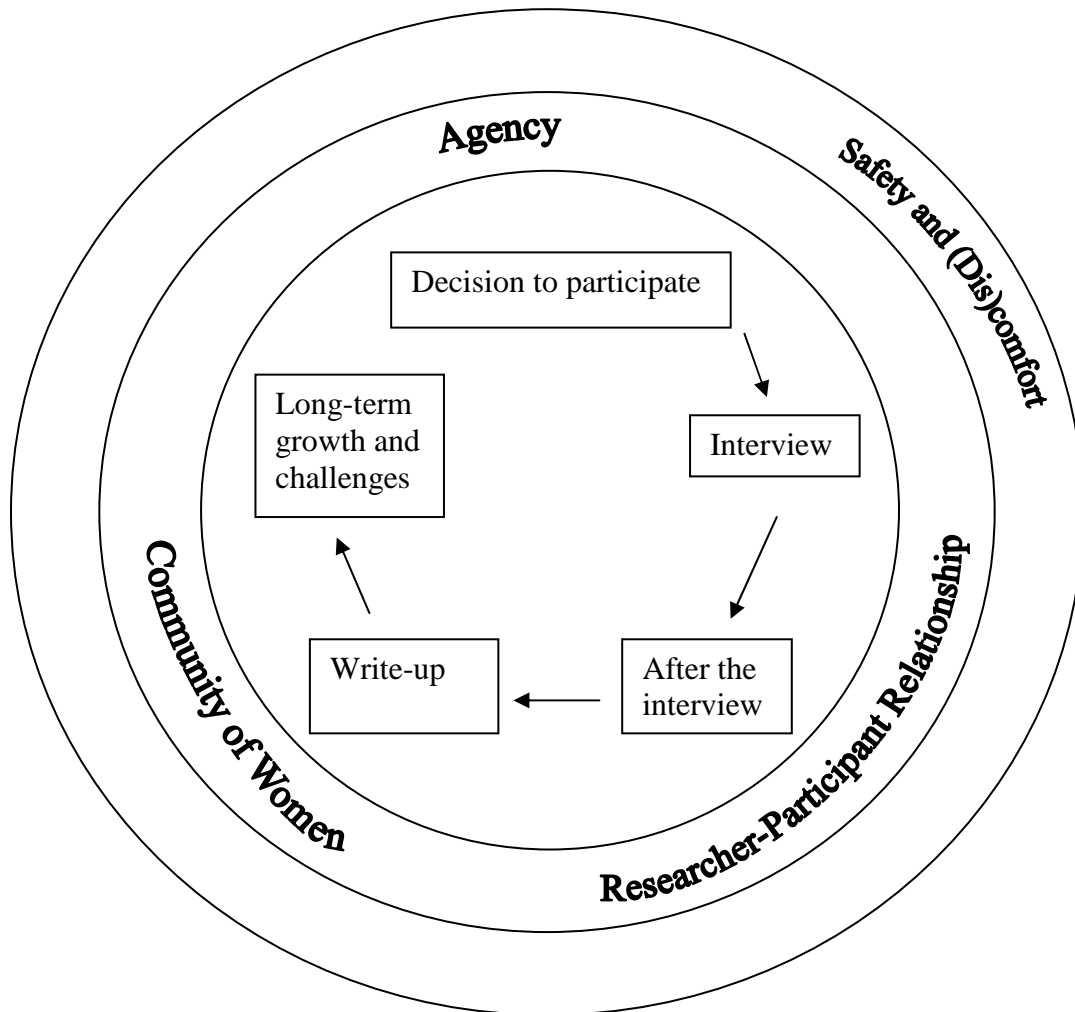 Agency
Safety and (Dis)comfort
Decision to participate
Long-term
growth and
challenges
Interview
Community of Women
Researcher-Participant Relationship
Write-up
After the
interview